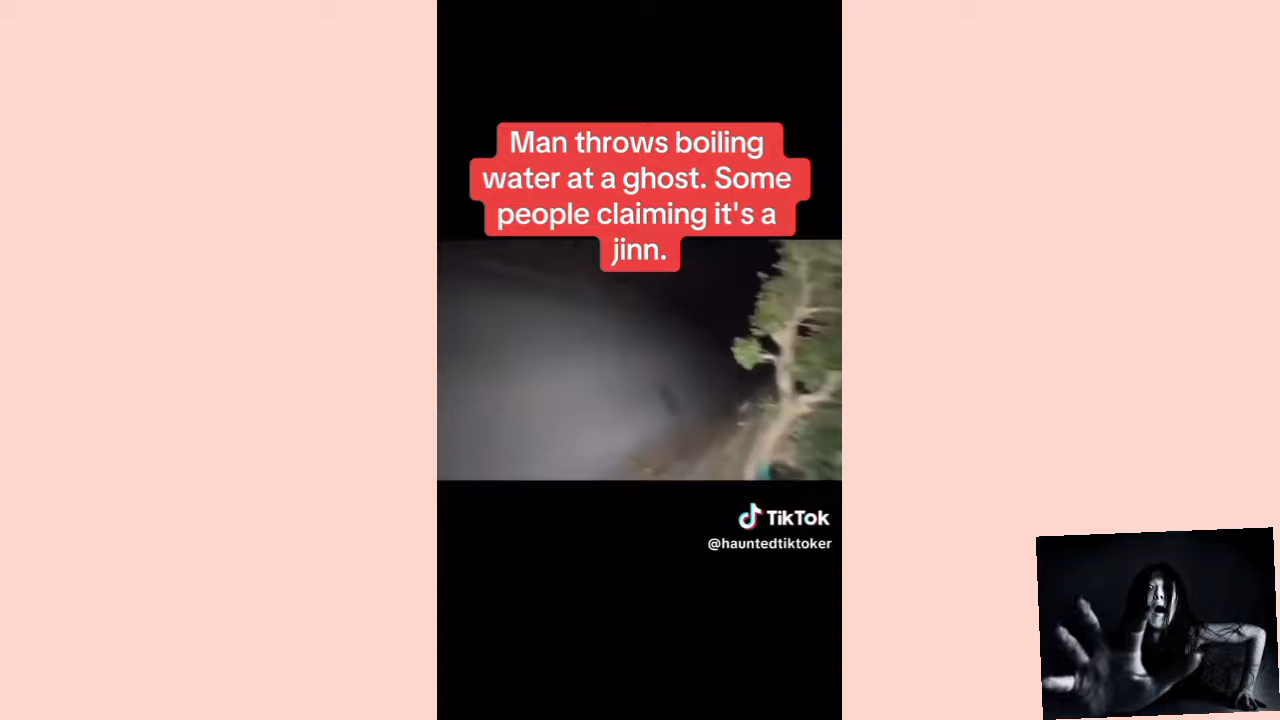 Man throws boiling
water at a ghost. Some
people claiming it's a
jinn.
TikTok
@hauntedtiktoker